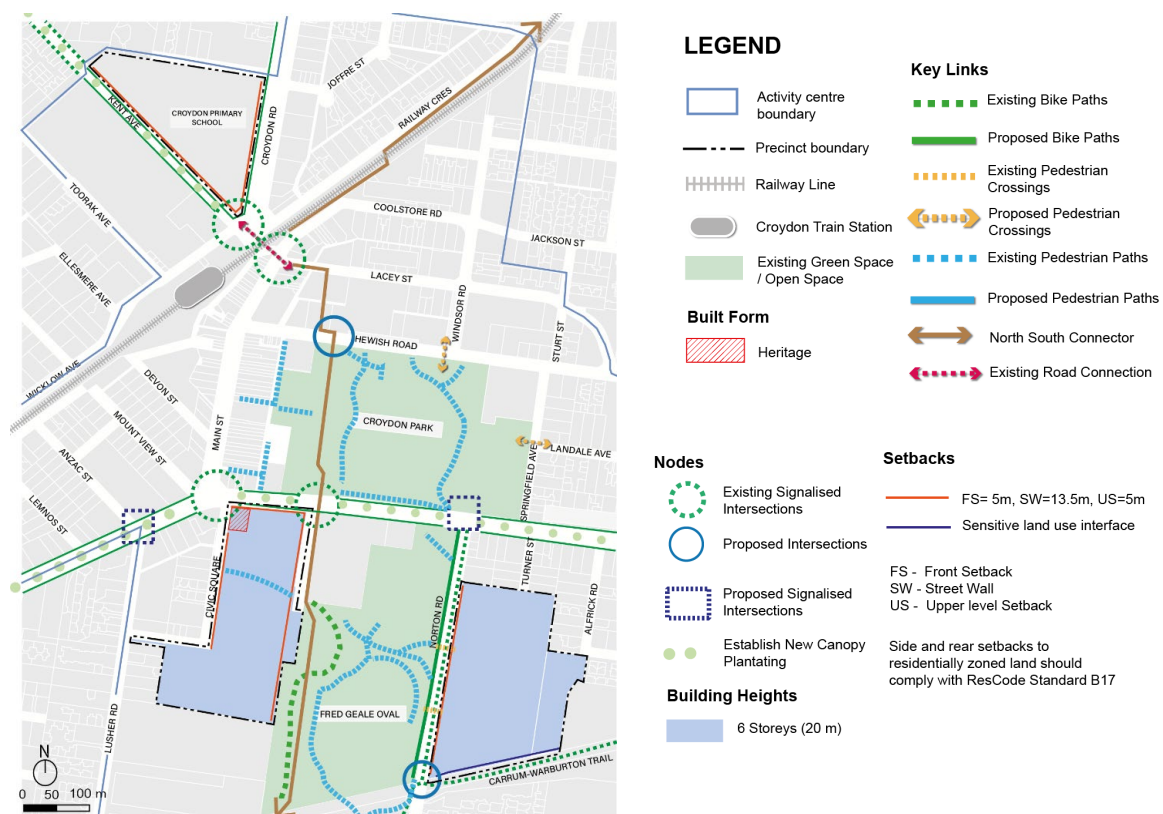 JOFFRE ST
RAILWAY CRES
CROYDON PRIMARY
SCHOOL
KENT AVE
CROYDON RD
TOORAK AVE
COOLSTORE RD
JACKSON ST
ELLESMERE AVE
LACEY ST
WINDSOR RD
STURT ST
HEWISH ROAD
WICKLOW AVE
DEVON ST
MAIN ST
CROYDON PARK
MOUNT VIEW ST
LANDALE AVE
ANZAC ST
SPRINGFIELD AVE
LEMNOS ST
TURNER ST
CIVIC SQUARE
NORTON RD
ALFRICK RD
FRED GEALE OVAL
LUSHER RD
CARRUM-WARBURTON TRAIL
N
0 50 100 m
LEGEND
Activity centre
boundary
Precinct boundary
Railway Line
Croydon Train Station
Existing Green Space
/ Open Space
Built Form
Heritage
Key Links
Existing Bike Paths
Proposed Bike Paths
Existing Pedestrian
Crossings
Proposed Pedestrian
Crossings
Existing Pedestrian Paths
Proposed Pedestrian Paths
North South Connector
Existing Road Connection
Nodes
Existing Signalised
Intersections
Proposed Intersections
Proposed Signalised
Intersections
Establish New Canopy
Plantating
Building Heights
6 Storeys (20 m)
Setbacks
FS= 5m, SW=13.5m, US=5m
Sensitive land use interface
FS - Front Setback
SW - Street Wall
US - Upper level Setback
Side and rear setbacks to
residentially zoned land should
comply with ResCode Standard B17